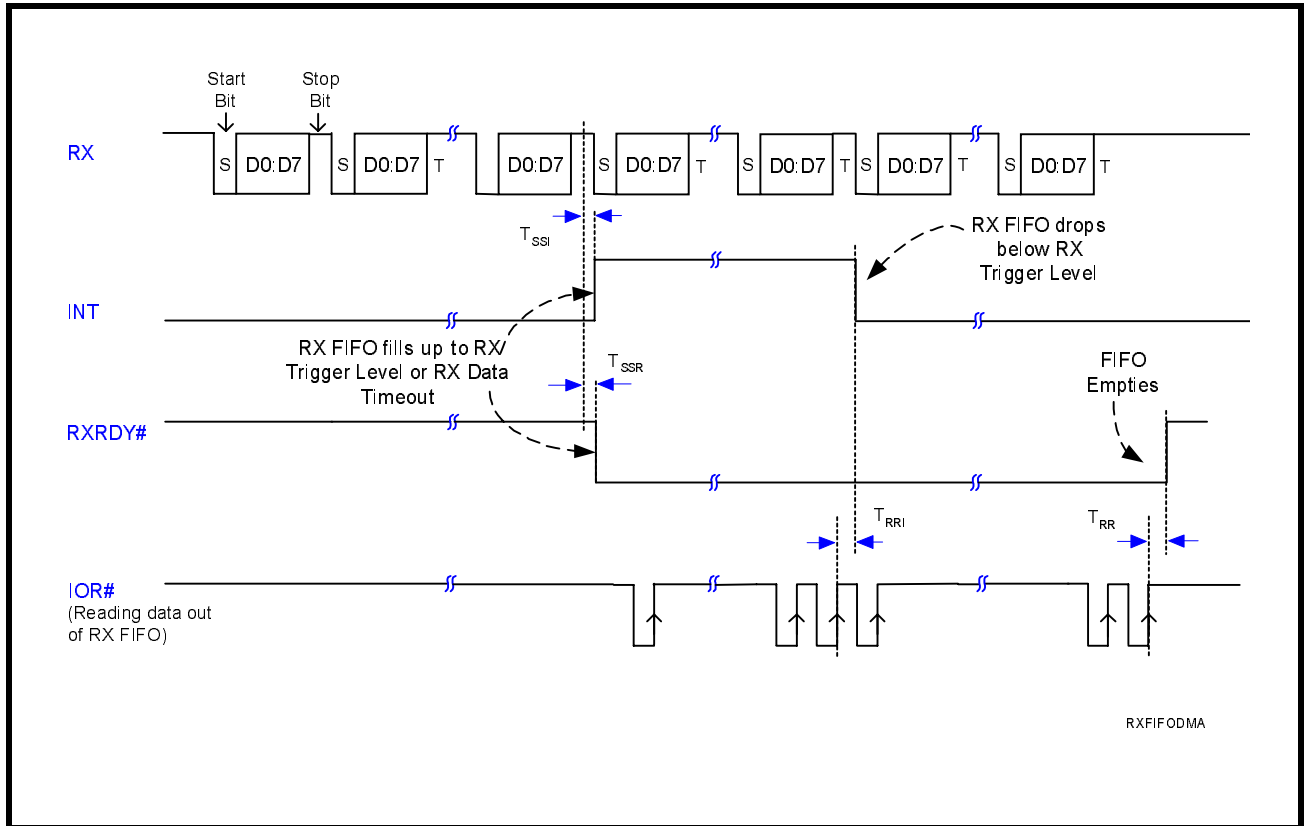 Start
Bit
Stop
Bit
RX
S D0:D7 S D0:D7 T D0:D7 S D0:D7 T S D0:D7 T S D0:D7 T S D0:D7 T
TSSI
RX FIFO drops
below RX
Trigger Level
INT
RX FIFO fills up to RX
Trigger Level or RX Data
Timeout
TSSR
FIFO
Empties
RXRDY#
TRRI
TRR
IOR#
(Reading data out
of RX FIFO)
RXFIFODMA